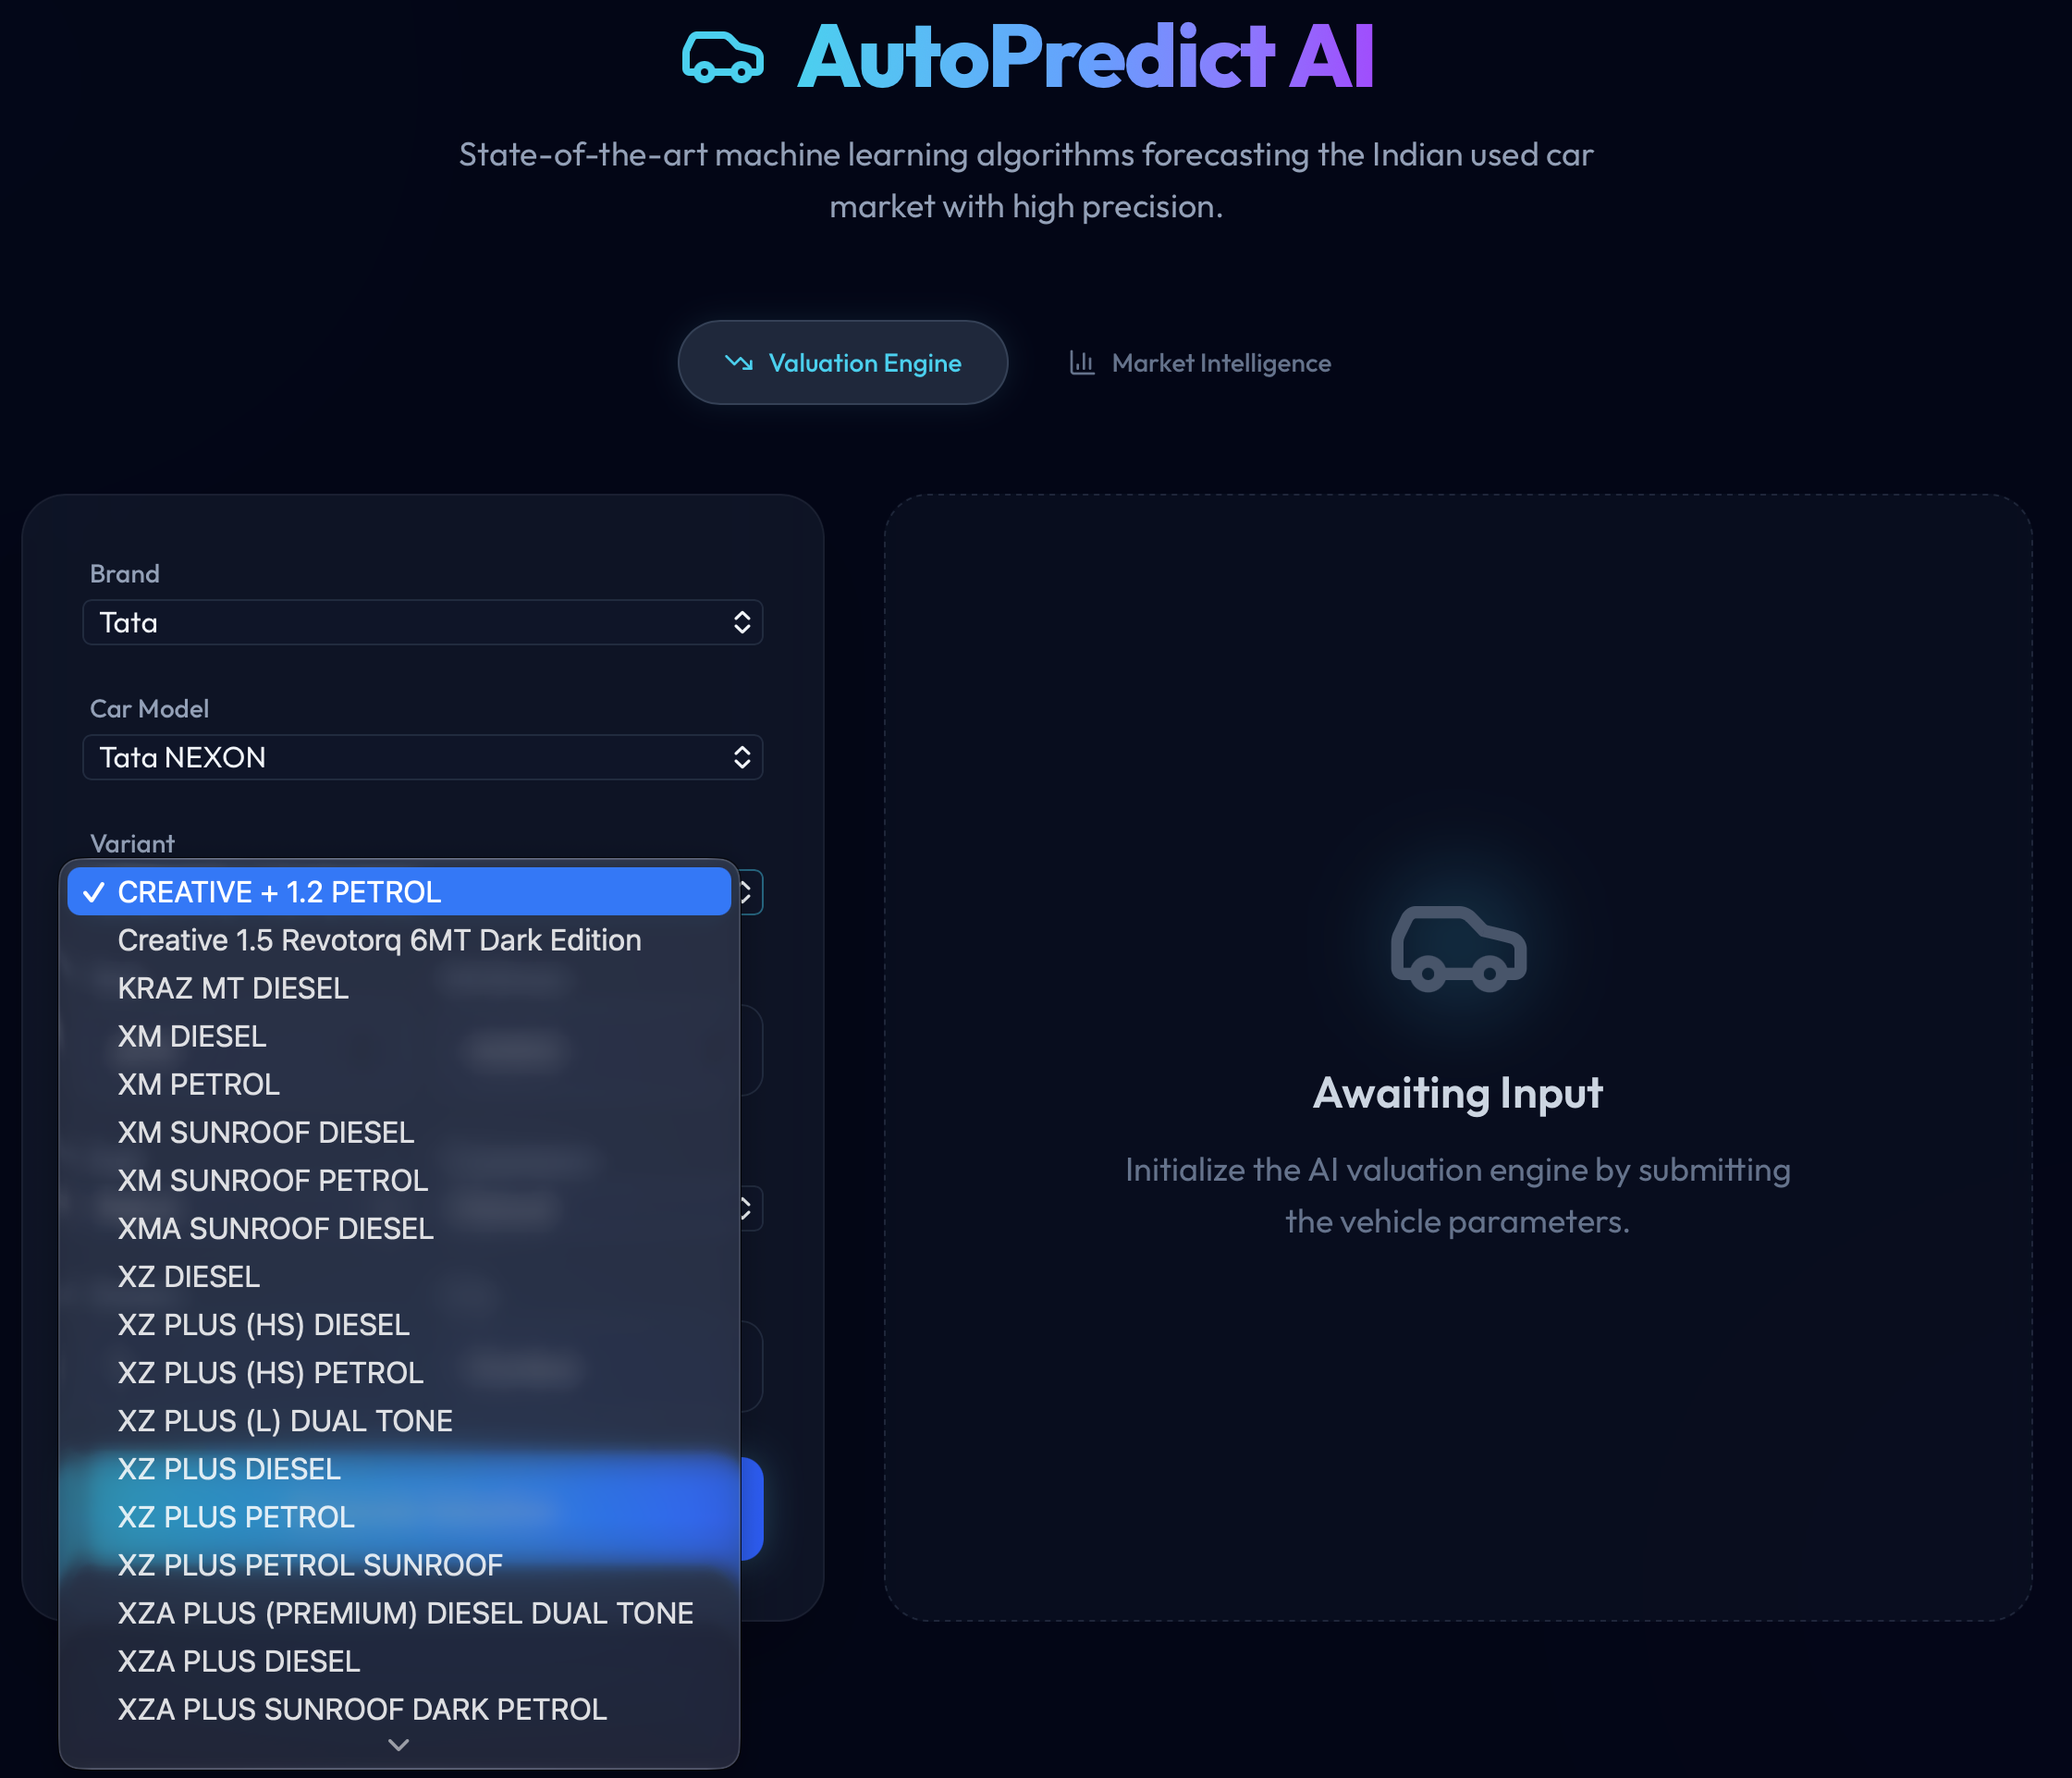 AutoPredict AI
State-of-the-art machine learning algorithms forecasting the Indian used car
market with high precision.
Valuation Engine
Market Intelligence
Brand
Tata
Car Model
Tata NEXON
Variant
CREATIVE + 1.2 PETROL
Creative 1.5 Revotorq 6MT Dark Edition
KRAZ MT DIESEL
XM DIESEL
XM PETROL
XM SUNROOF DIESEL
XM SUNROOF PETROL
XMA SUNROOF DIESEL
XZ DIESEL
XZ PLUS (HS) DIESEL
XZ PLUS (HS) PETROL
XZ PLUS (L) DUAL TONE
XZ PLUS DIESEL
XZ PLUS PETROL
XZ PLUS PETROL SUNROOF
XZA PLUS (PREMIUM) DIESEL DUAL TONE
XZA PLUS DIESEL
XZA PLUS SUNROOF DARK PETROL
Awaiting Input
Initialize the AI valuation engine by submitting
the vehicle parameters.